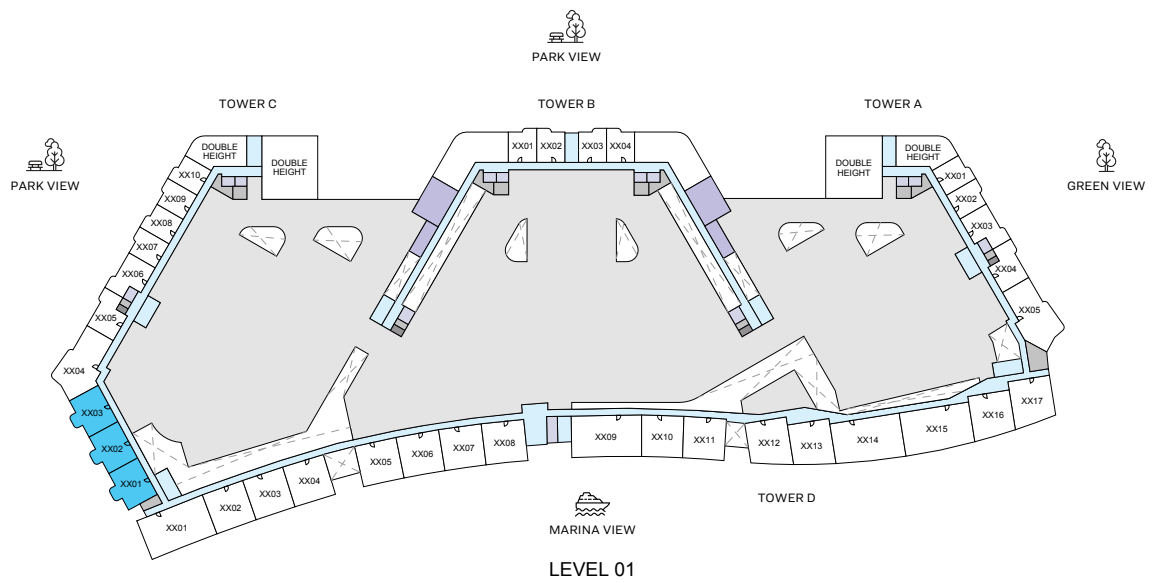 PARK VIEW
TOWER C
TOWER B
TOWER A
PARK VIEW
GREEN VIEW
DOUBLE
HEIGHT
DOUBLE
HEIGHT
XX10
XX09
XX08
XX07
XX06
XX05
XX04
XX03
XX02
XX01
XX01
XX02
XX03
XX04
DOUBLE
HEIGHT
DOUBLE
HEIGHT
XX01
XX02
XX03
XX04
XX05
XX01
XX02
XX03
XX04
XX05
XX06
XX07
XX08
XX09
XX10
XX11
XX12
XX13
XX14
XX15
XX16
XX17
TOWER D
MARINA VIEW
LEVEL 01